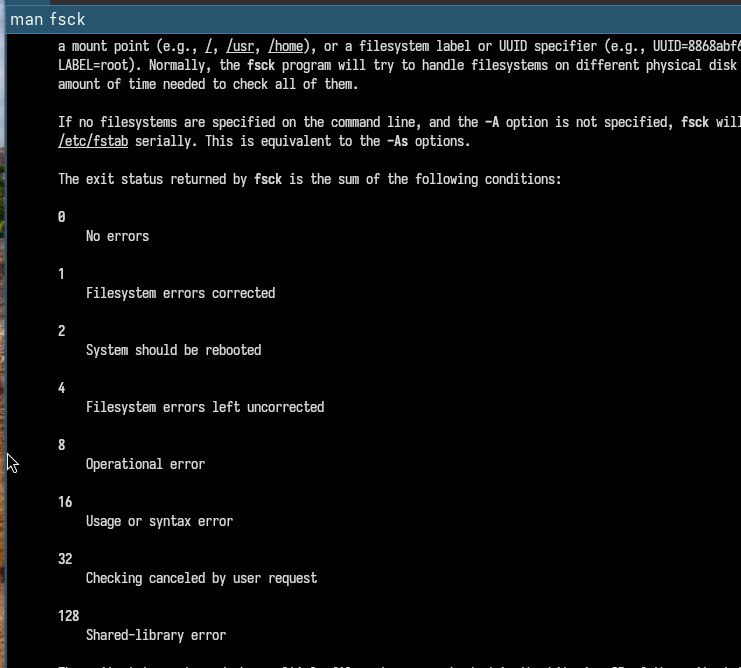 man fsck
a mount point (e.g., /, /usr, /home), or a filesystem label or UUID specifier (e.g., UUID=8868abf6
LABEL=root). Normally, the fsck program will try to handle filesystems on different physical disk
amount of time needed to check all of them.
If no filesystems are specified on the command line, and the -A option is not specified, fsck will
/etc/fstab serially. This is equivalent to the -As options.
The exit status returned by fsck is the sum of the following conditions:
0
No errors
1
Filesystem errors corrected
2
System should be rebooted
4
Filesystem errors left uncorrected
8
Operational error
16
Usage or syntax error
32
Checking canceled by user request
128
Shared-library error